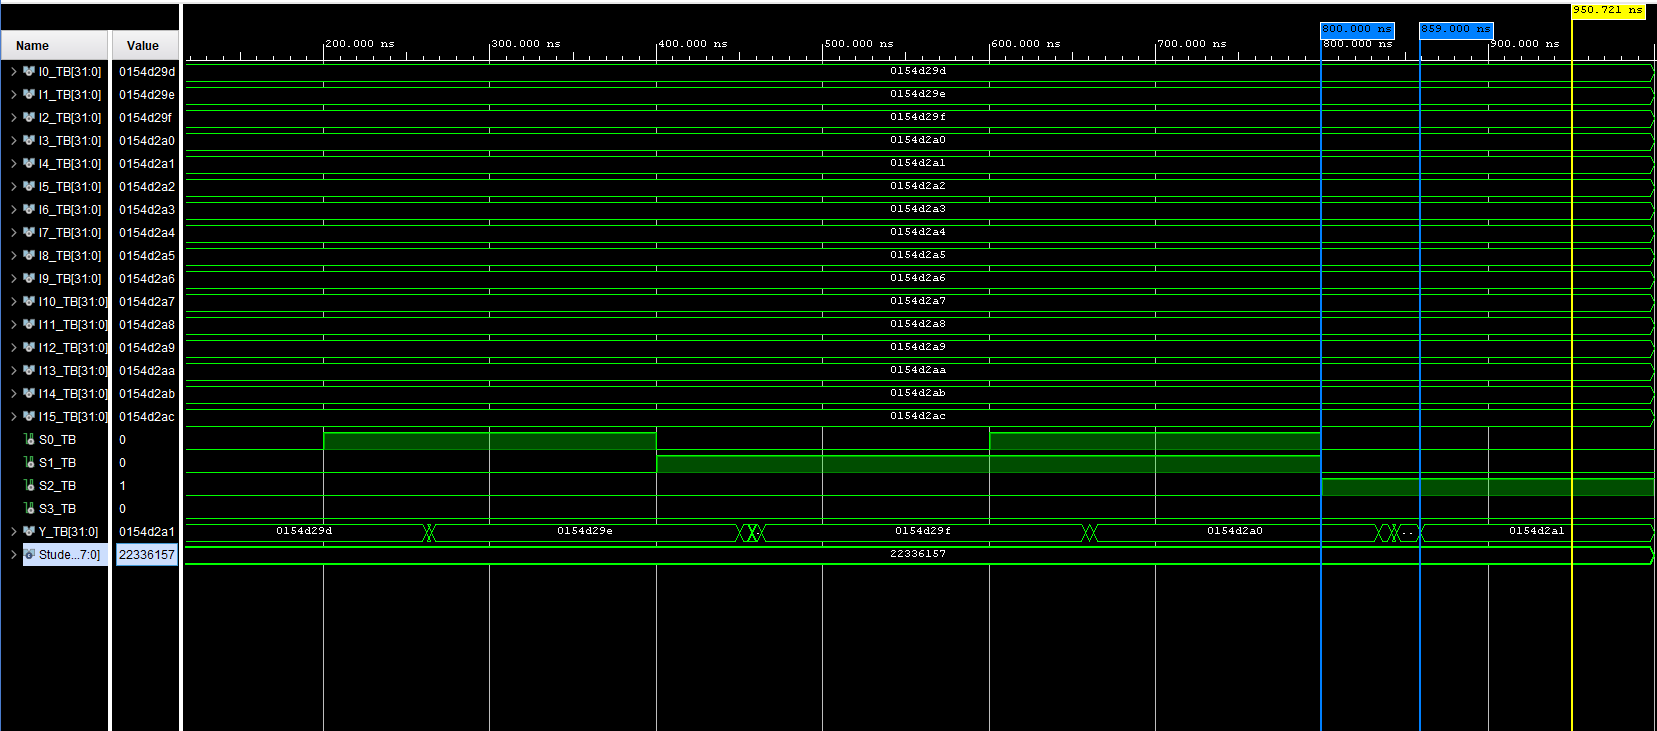 950.721 ns
800.000 ns 859.000 ns
Name Value 200.000 ns 300.000 ns 400.000 ns 500.000 ns 600.000 ns 700.000 ns 800.000 ns 900.000 ns
I0_TB[31:0] 0154d29d 0154d29d
I1_TB[31:0] 0154d29e 0154d29e
I2_TB[31:0] 0154d29f 0154d29f
I3_TB[31:0] 0154d2a0 0154d2a0
I4_TB[31:0] 0154d2a1 0154d2a1
I5_TB[31:0] 0154d2a2 0154d2a2
I6_TB[31:0] 0154d2a3 0154d2a3
I7_TB[31:0] 0154d2a4 0154d2a4
I8_TB[31:0] 0154d2a5 0154d2a5
I9_TB[31:0] 0154d2a6 0154d2a6
I10_TB[31:0] 0154d2a7 0154d2a7
I11_TB[31:0] 0154d2a8 0154d2a8
I12_TB[31:0] 0154d2a9 0154d2a9
I13_TB[31:0] 0154d2aa 0154d2aa
I14_TB[31:0] 0154d2ab 0154d2ab
I15_TB[31:0] 0154d2ac 0154d2ac
S0_TB 0
S1_TB 0
S2_TB 1
S3_TB 0
Y_TB[31:0] 0154d2a1 0154d29d 0154d29e 0154d29f 0154d2a0 .. 0154d2a1
Stude...7:0] 22336157 22336157